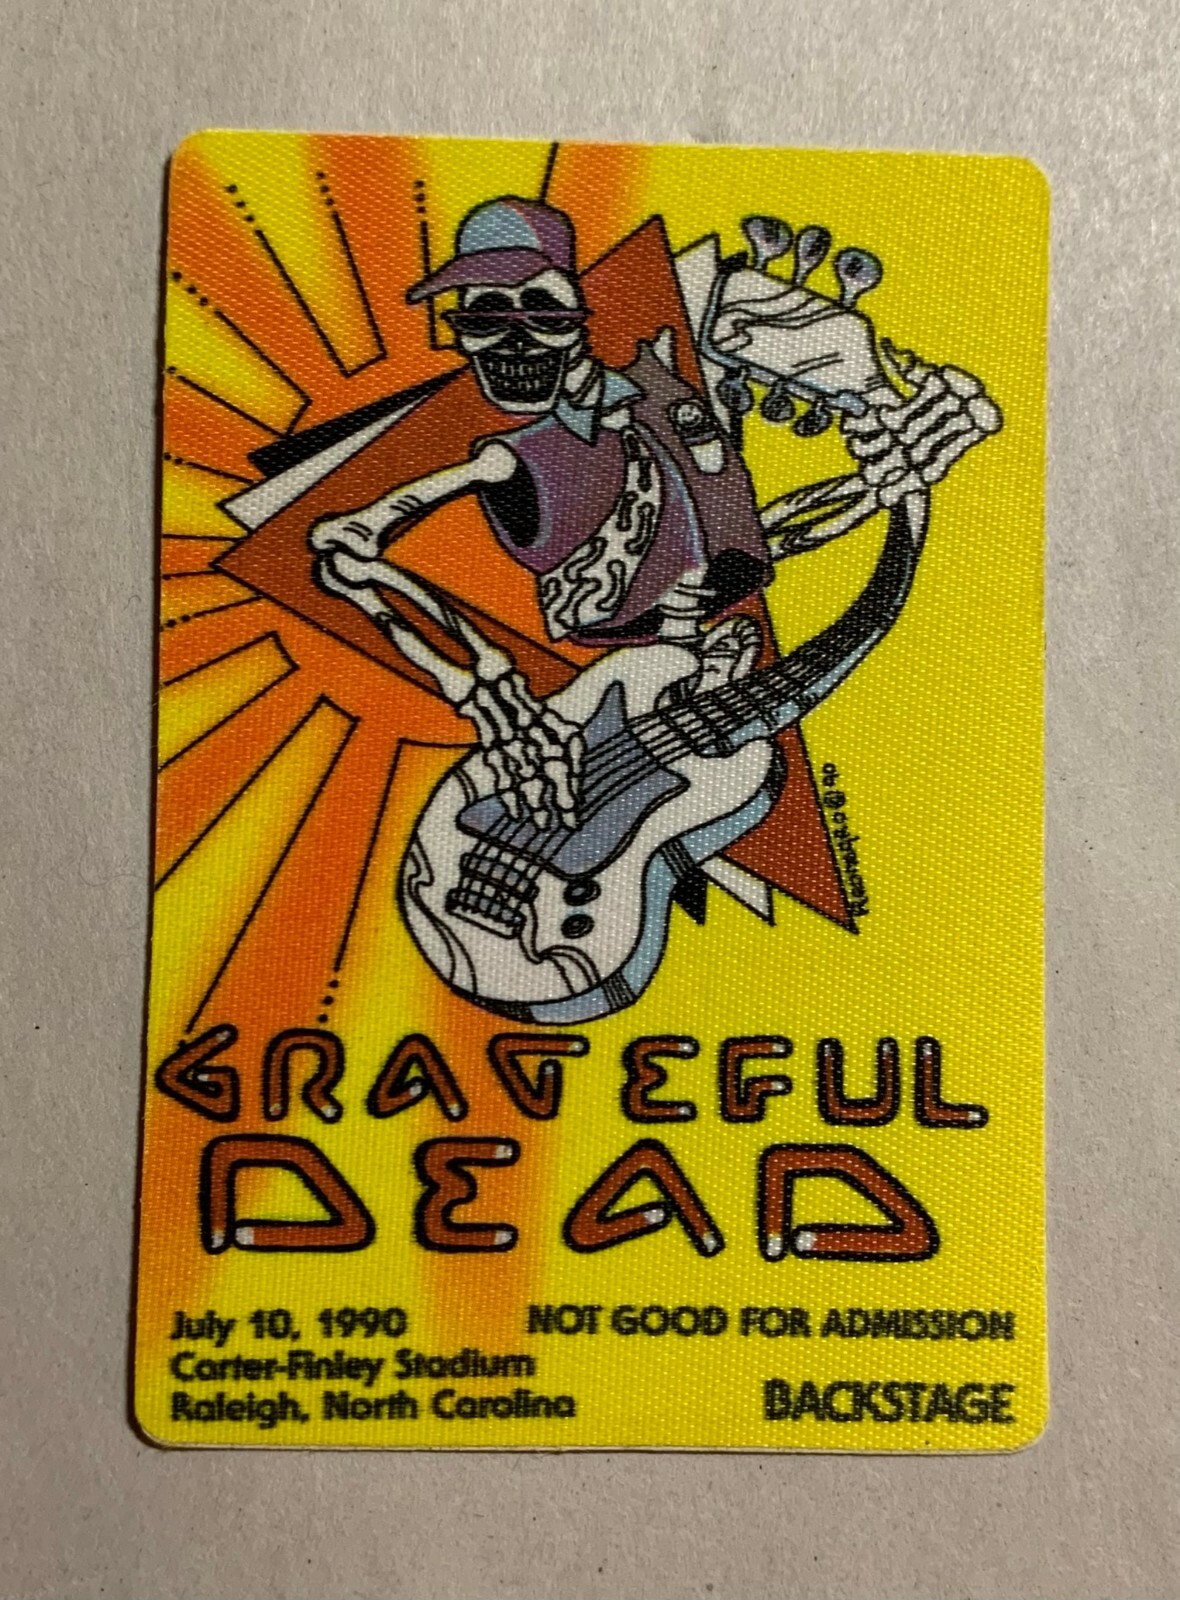 GRATEFUL
DEAD
July 10, 1990
Carter-Finley Stadium
Raleigh, North Carolina
NOT GOOD FOR ADMISSION
BACKSTAGE